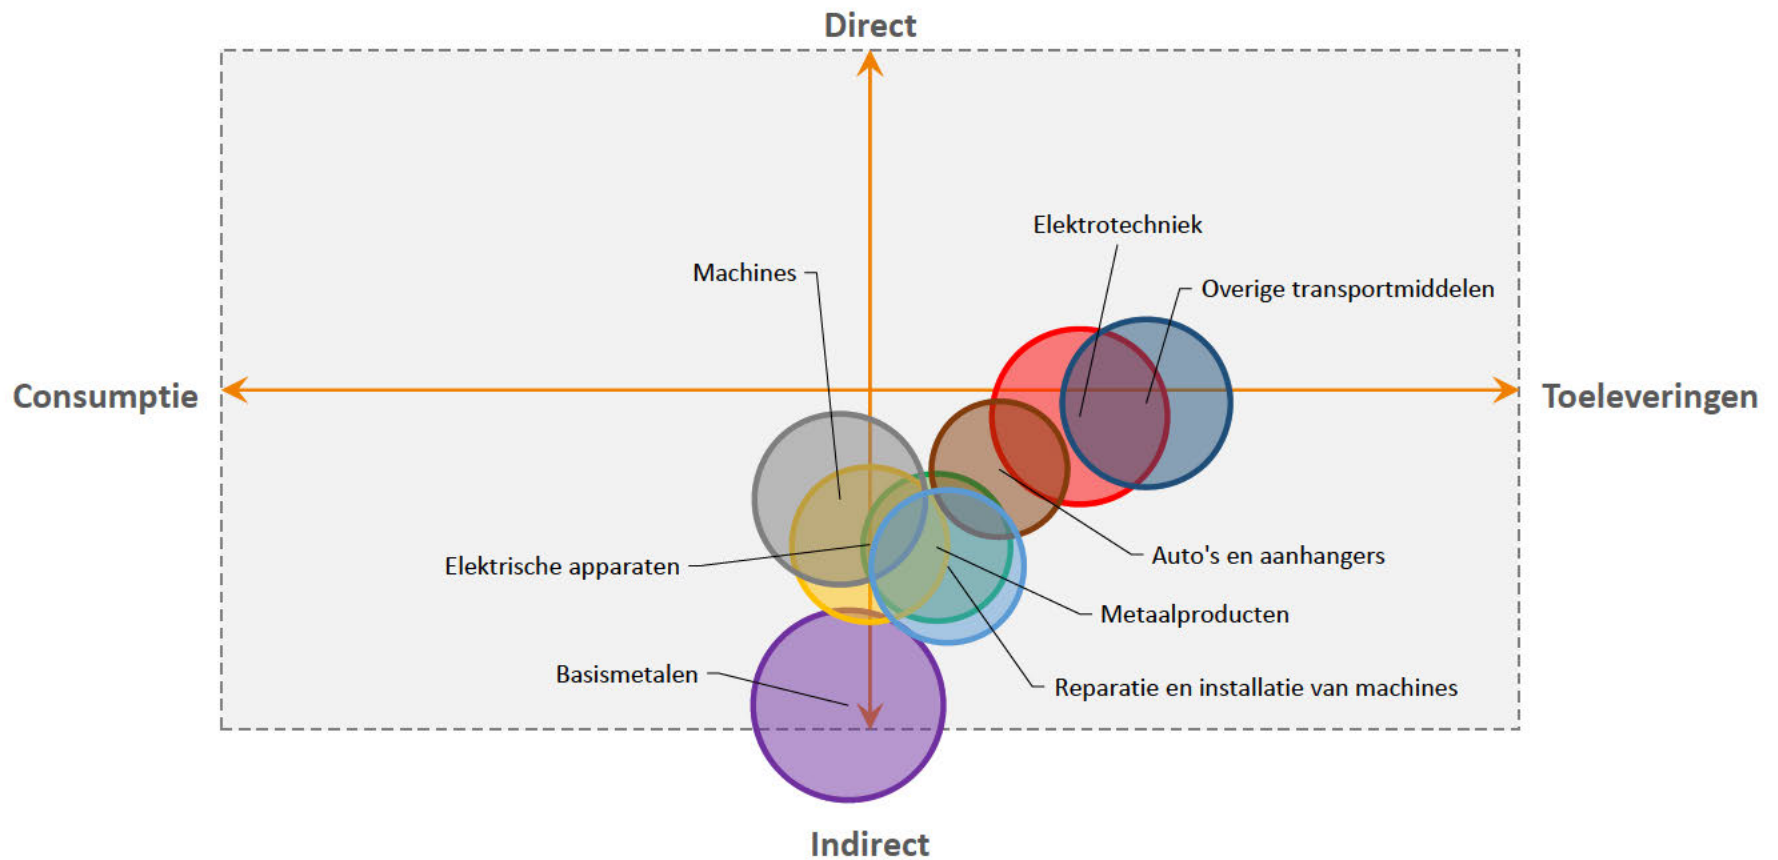 Direct
Elektrotechniek
Machines
Overige transportmiddelen
Consumptie
Toeleveringen
Auto's en aanhangers
Elektrische apparaten
Metaalproducten
Basismetalen
Reparatie en installatie van machines
Indirect